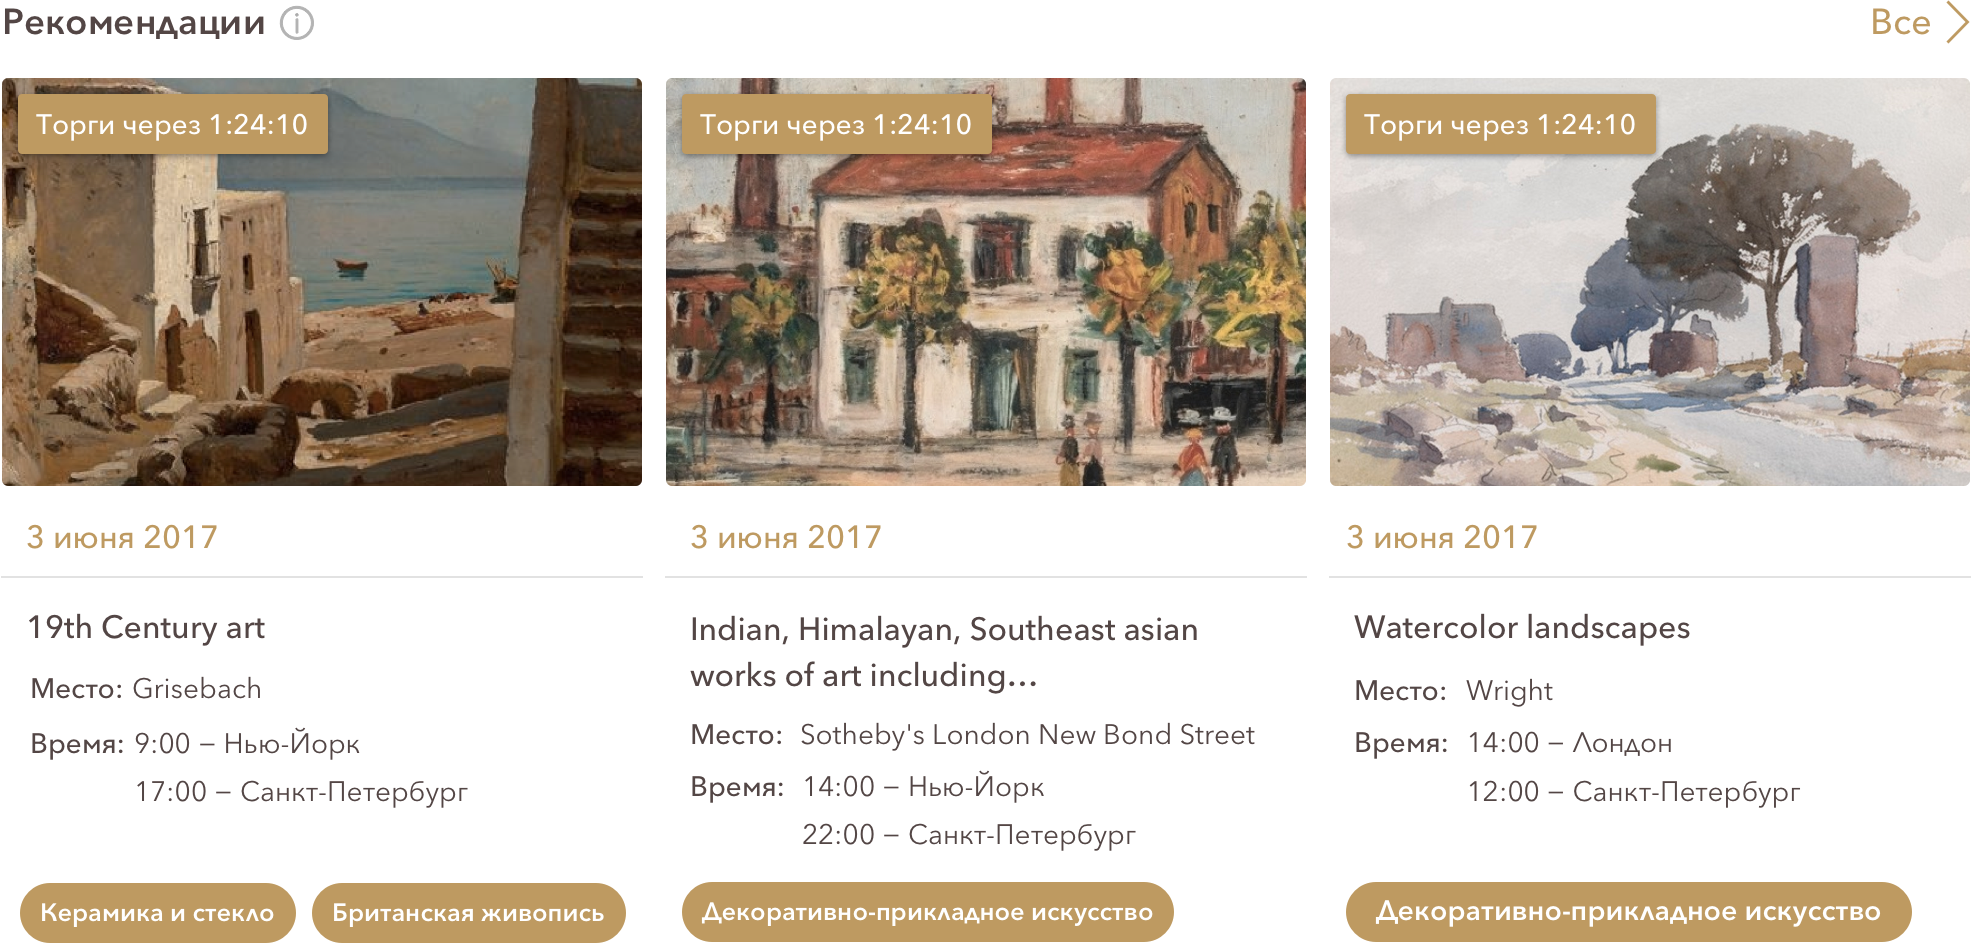 Рекомендации
Все
Торги через 1:24:10
Торги через 1:24:10
Торги через 1:24:10
3 июня 2017
19th Century art
Место: Grisebach
Время: 9:00 – Нью-Йорк
17:00 – Санкт-Петербург
Керамика и стекло
Британская живопись
3 июня 2017
Indian, Himalayan, Southeast asian
works of art including...
Место: Sotheby's London New Bond Street
Время: 14:00 – Нью-Йорк
22:00 – Санкт-Петербург
Декоративно-прикладное искусство
3 июня 2017
Watercolor landscapes
Место: Wright
Время: 14:00 – Лондон
12:00 – Санкт-Петербург
Декоративно-прикладное искусство